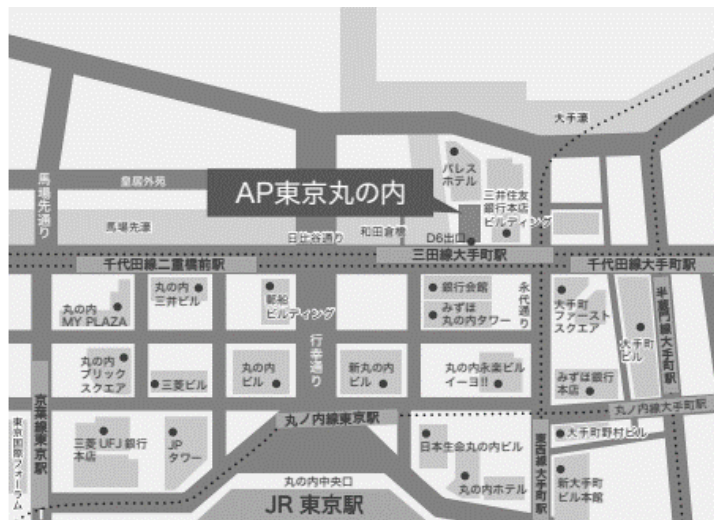 大手濠
パレス
ホテル
馬場先通り
皇居外苑
AP東京丸の内
三井住友
銀行本店
ビルディング
馬場先濠
日比谷通り
和田倉橋
D6出口
千代田線二重橋前駅
三田線大手町駅
千代田線大手町駅
丸の内
三井ビル
郵船
ビルディング
銀行会館
永代通り
大手町
ファースト
スクエア
半蔵門線大手町駅
丸の内
MY PLAZA
みずほ
丸の内タワー
行幸通り
大手町
ビル
丸の内
ブリック
スクエア
三菱ビル
丸の内
ビル
新丸の内
ビル
丸の内永楽ビル
イーヨ!!
みずほ銀行
本店
京葉線東京駅
丸ノ内線東京駅
丸ノ内線大手町駅
東京国際フォーラム
三菱UFJ銀行
本店
JP
タワー
日本生命丸の内ビル
東西線大手町駅
大手町野村ビル
丸の内中央口
丸の内ホテル
新大手町
ビル本館
JR 東京駅